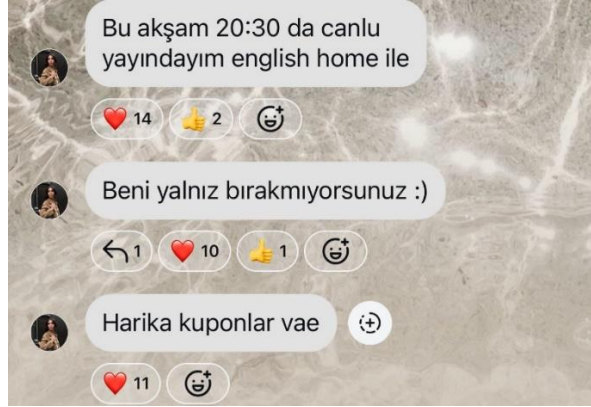 Bu akşam 20:30 da canlu
yayındayım english home ile
14 2
Beni yalnız bırakmıyorsunuz :)
1 10 1
Harika kuponlar vae
11